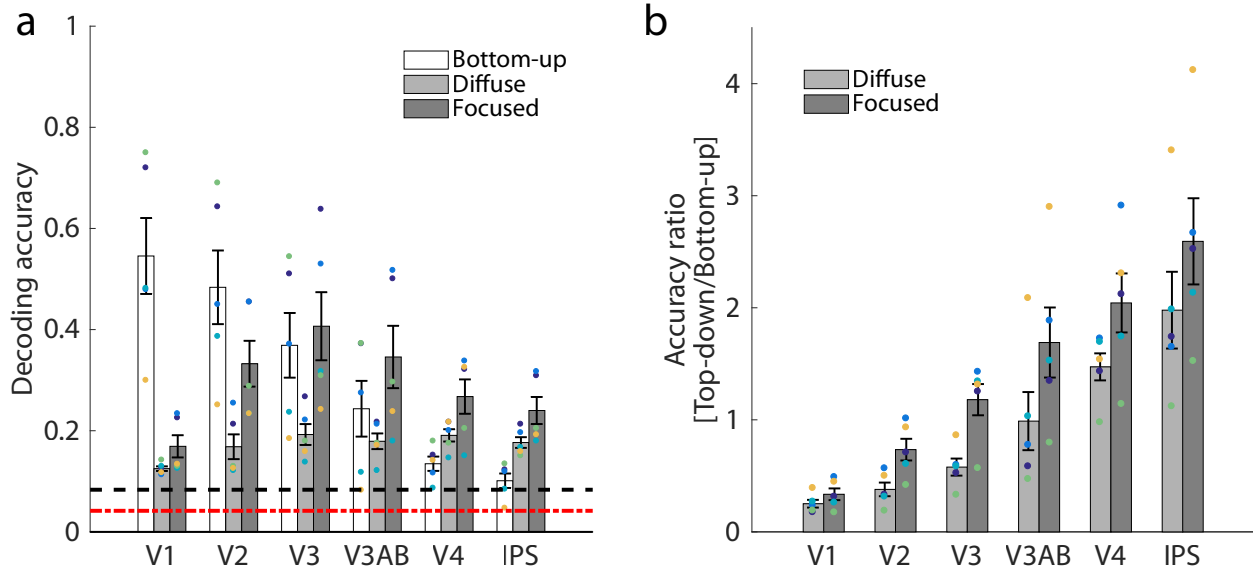 a
Decoding accuracy
1
0.8
0.6
0.4
0.2
0
Bottom-up
Diffuse
Focused
V1 V2 V3 V3AB V4 IPS
b
Accuracy ratio
[Top-down/Bottom-up]
4
3
2
1
0
Diffuse
Focused
V1 V2 V3 V3AB V4 IPS